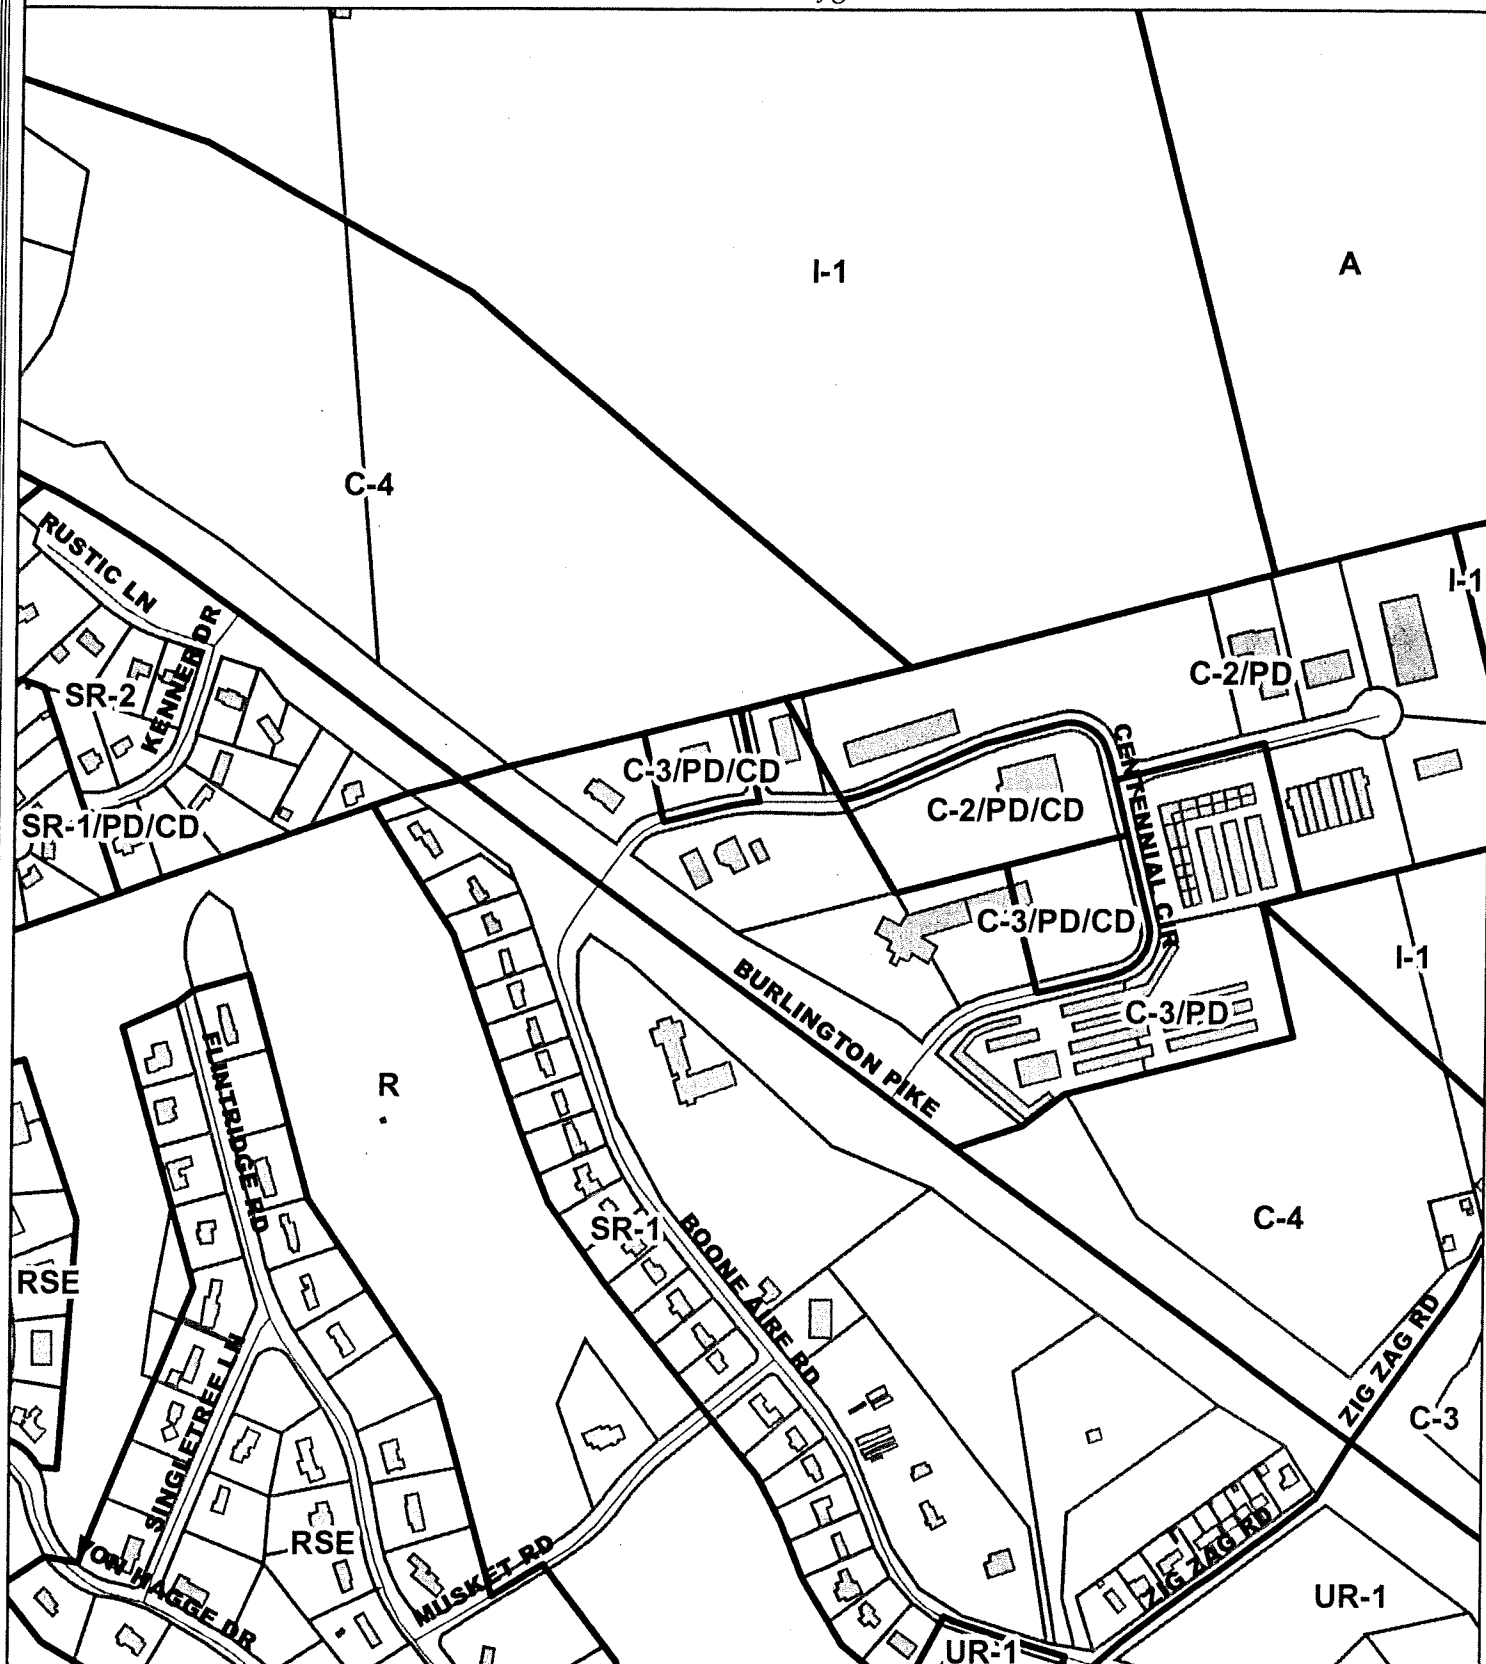 I-1
A
C-4
RUSTIC LN
I-1
KENNER DR
C-2/PD
SR-2
C-3/PD/CD
CENTENNIAL CIR
C-2/PD/CD
SR-1/PD/CD
C-3/PD/CD
I-1
BURLINGTON PIKE
C-3/PD
FLINTRIDGE RD
R
SR-1
BOONE AIRE RD
C-4
RSE
ZIG ZAG RD
SINGLETREE LN
C-3
RSE
ZIG ZAG RD
VON HAGGE DR
MUSKET RD
UR-1
UR-1